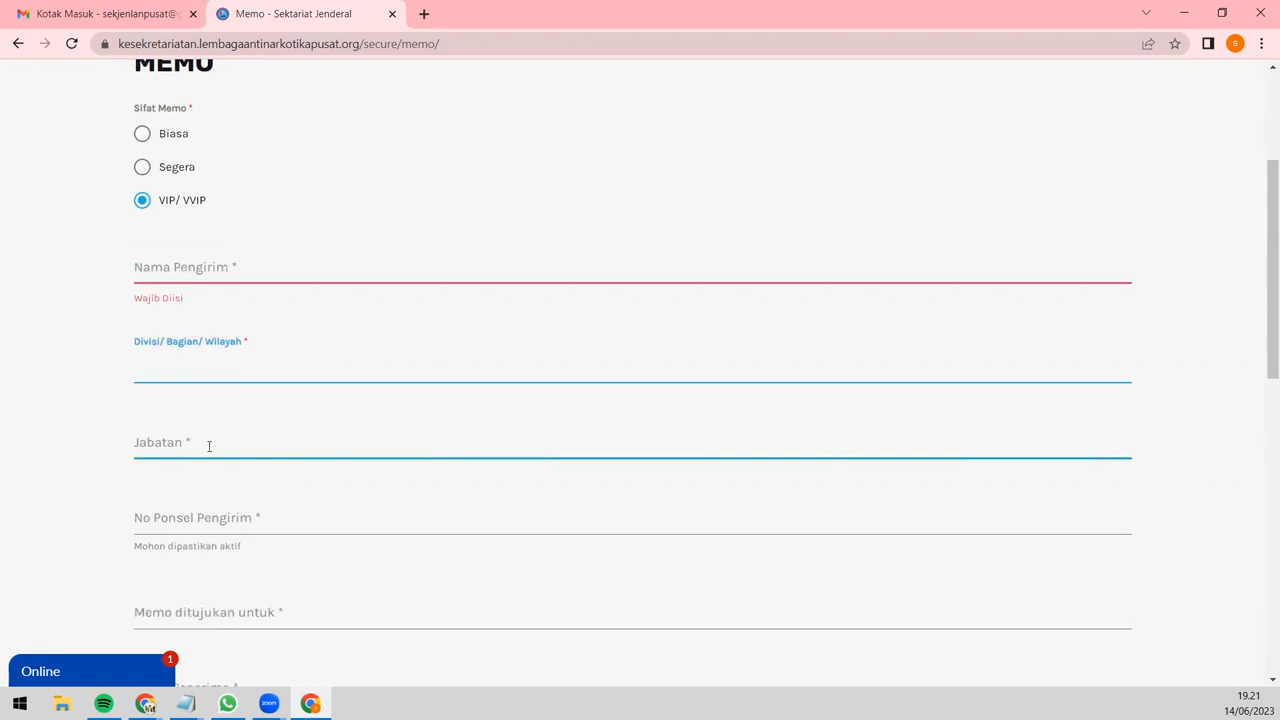 Kotak Masuk - sekjenlanpusat@
Memo - Sektariat Jenderal
kesekretariatan.lembagaantinarkotikapusat.org/secure/memo/
S
MEMO
Sifat Memo *
Biasa
Segera
VIP/ VVIP
Nama Pengirim *
Wajib Diisi
Divisi/ Bagian/ Wilayah *
Jabatan *
No Ponsel Pengirim *
Mohon dipastikan aktif
Memo ditujukan untuk *
Online
1
zoom
19.21
14/06/2023